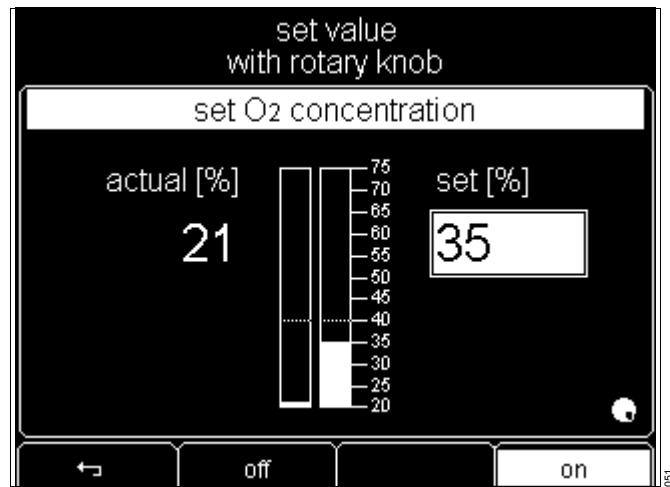 set value
with rotary knob
set O2 concentration
actual [%]
set [%]
21
35
75
70
65
60
55
50
45
40
35
30
25
20
off
on